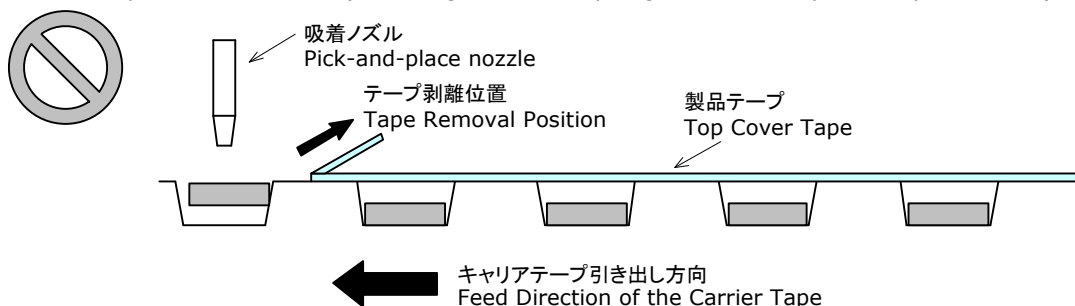 吸着ノズル
Pick-and-place nozzle
テープ剥離位置
Tape Removal Position
製品テープ
Top Cover Tape
キャリアテープ引き出し方向
Feed Direction of the Carrier Tape